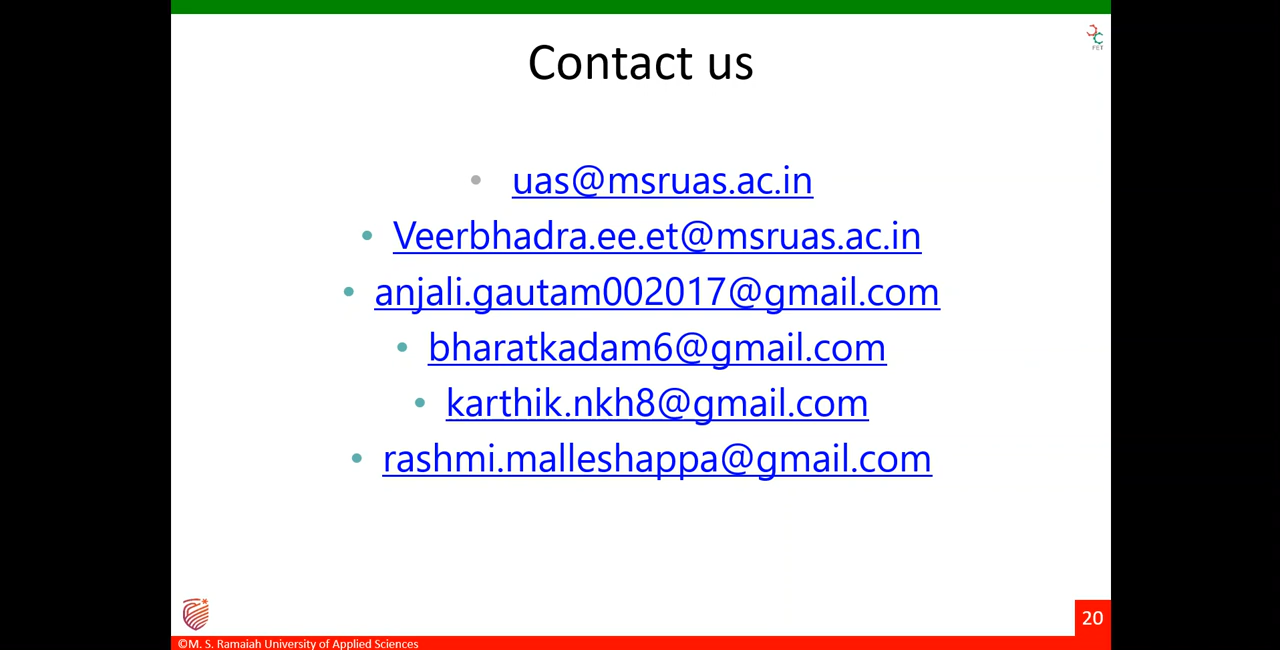 FET
Contact us
• uas@msruas.ac.in
• Veerbhadra.ee.et@msruas.ac.in
• anjali.gautam002017@gmail.com
• bharatkadam6@gmail.com
• karthik.nkh8@gmail.com
• rashmi.malleshappa@gmail.com
20
©M. S. Ramaiah University of Applied Sciences